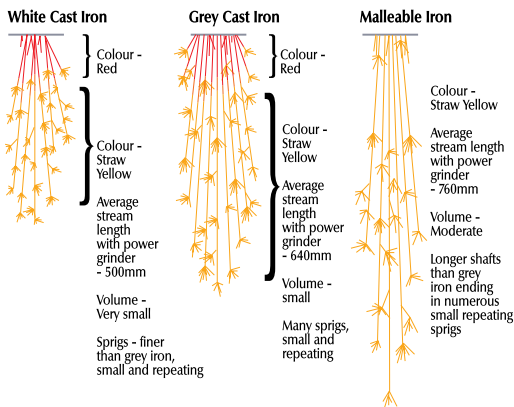 White Cast Iron
Colour -
Red
Colour -
Straw
Yellow
Average
stream
length
with power
grinder
- 500mm
Volume -
Very small
Sprigs - finer
than grey iron,
small and repeating
Grey Cast Iron
Colour -
Red
Colour -
Straw
Yellow
Average
stream
length
with power
grinder
- 640mm
Volume -
small
Many sprigs,
small and
repeating
Malleable Iron
Colour -
Straw Yellow
Average
stream length
with power
grinder
- 760mm
Volume -
Moderate
Longer shafts
than grey
iron ending
in numerous
small repeating
sprigs